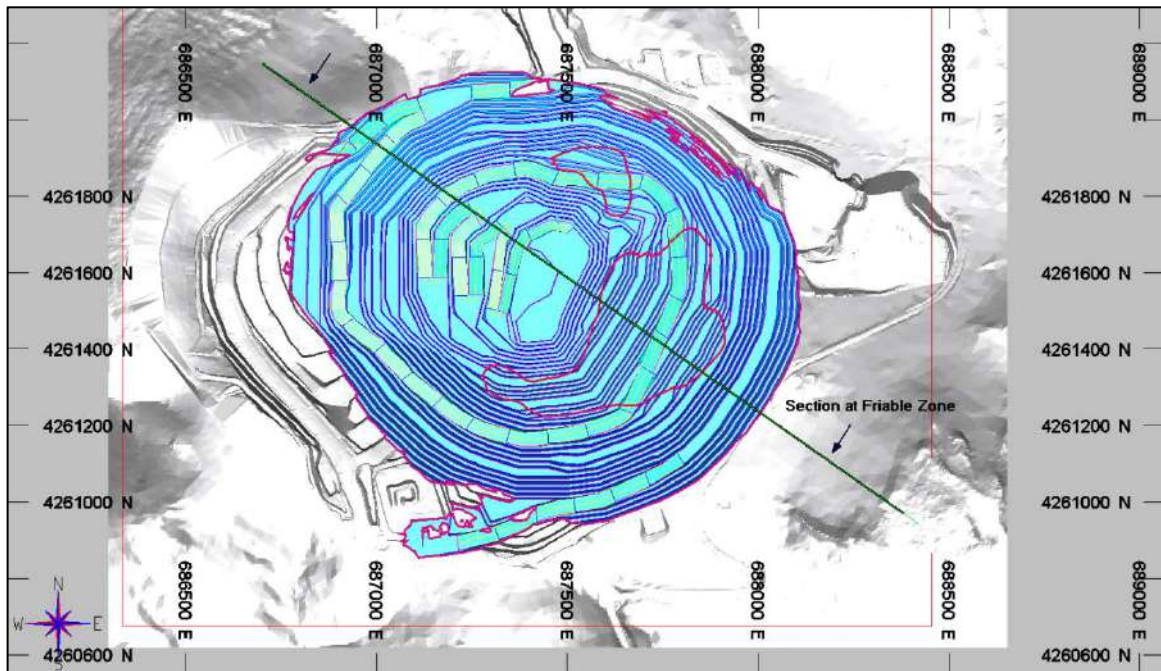 686500 E
687000 E
687500 E
688000 E
688500 E
689000 E
4261800 N
4261800 N
4261600 N
4261600 N
4261400 N
4261400 N
Section at Friable Zone
4261200 N
4261200 N
4261000 N
4261000 N
686500 E
687000 E
687500 E
688000 E
688500 E
689000 E
N
W E
S
4260600 N
4260600 N